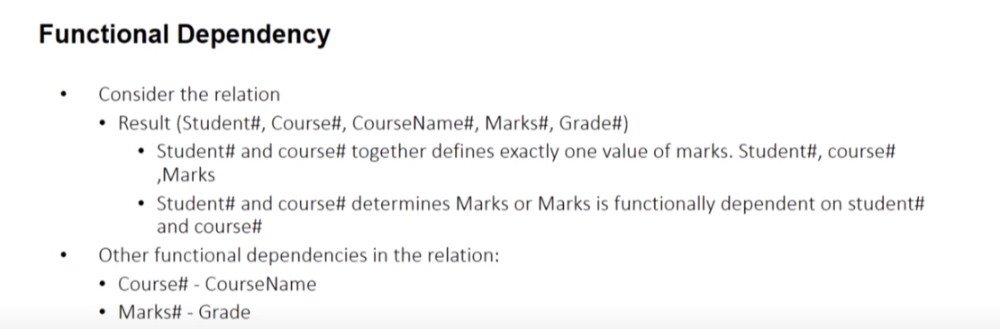 Functional Dependency
• Consider the relation
• Result (Student#, Course#, CourseName#, Marks#, Grade#)
• Student# and course# together defines exactly one value of marks. Student#, course#
,Marks
• Student# and course# determines Marks or Marks is functionally dependent on student#
and course#
• Other functional dependencies in the relation:
• Course# - CourseName
• Marks# - Grade